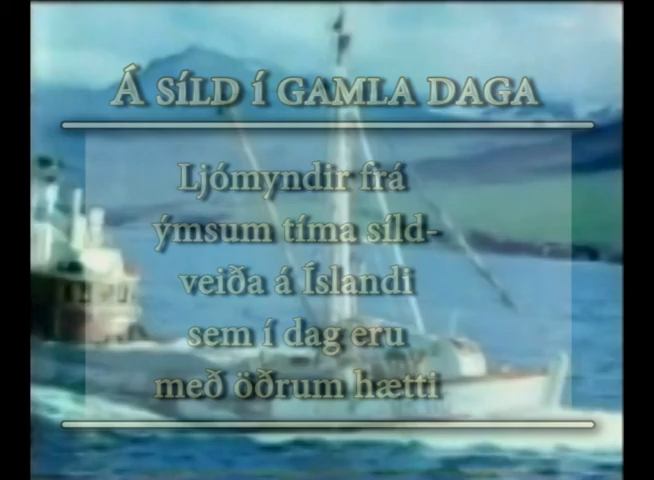 Á SÍLD Í GAMLA DAGA
Ljómyndir frá
ýmsum tíma síld-
veiða á Íslandi
sem í dag eru
með öðrum hætti